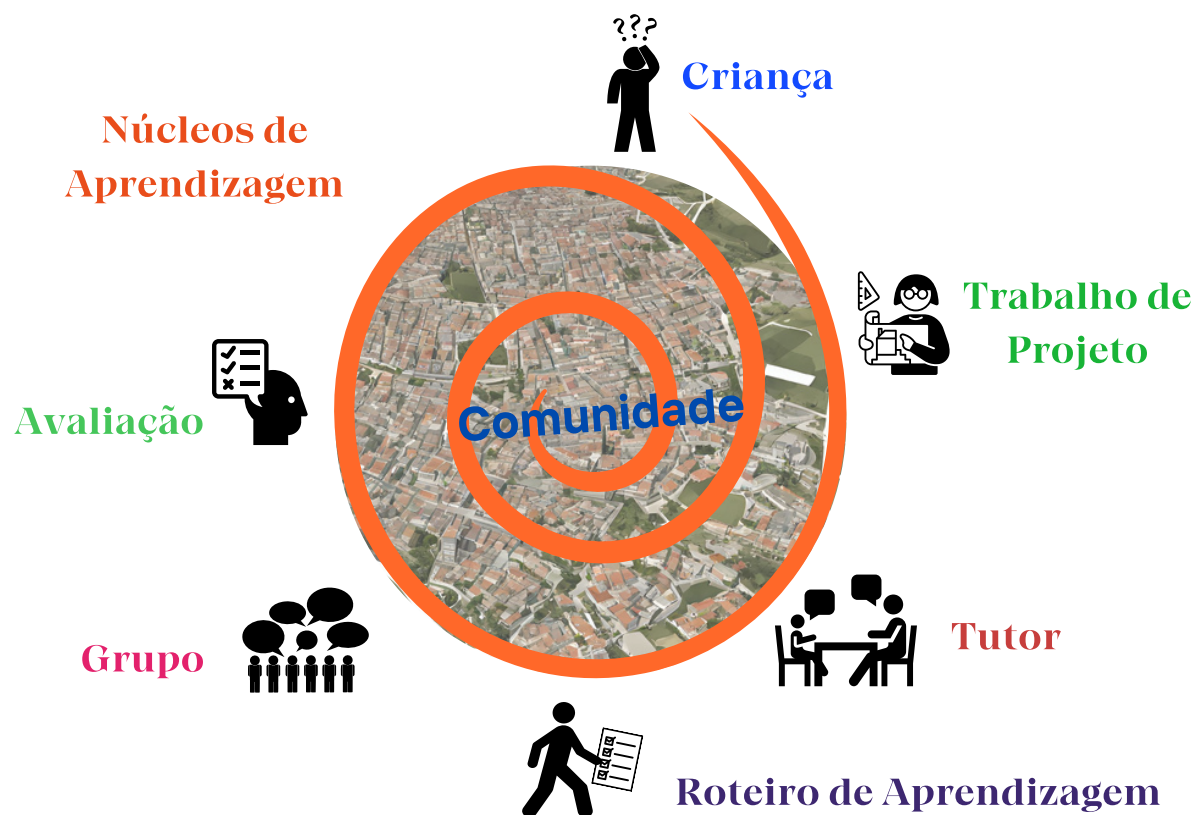 ???
Criança
Núcleos de
Aprendizagem
Trabalho de
Projeto
Avaliação
Comunidade
Grupo
Tutor
Roteiro de Aprendizagem